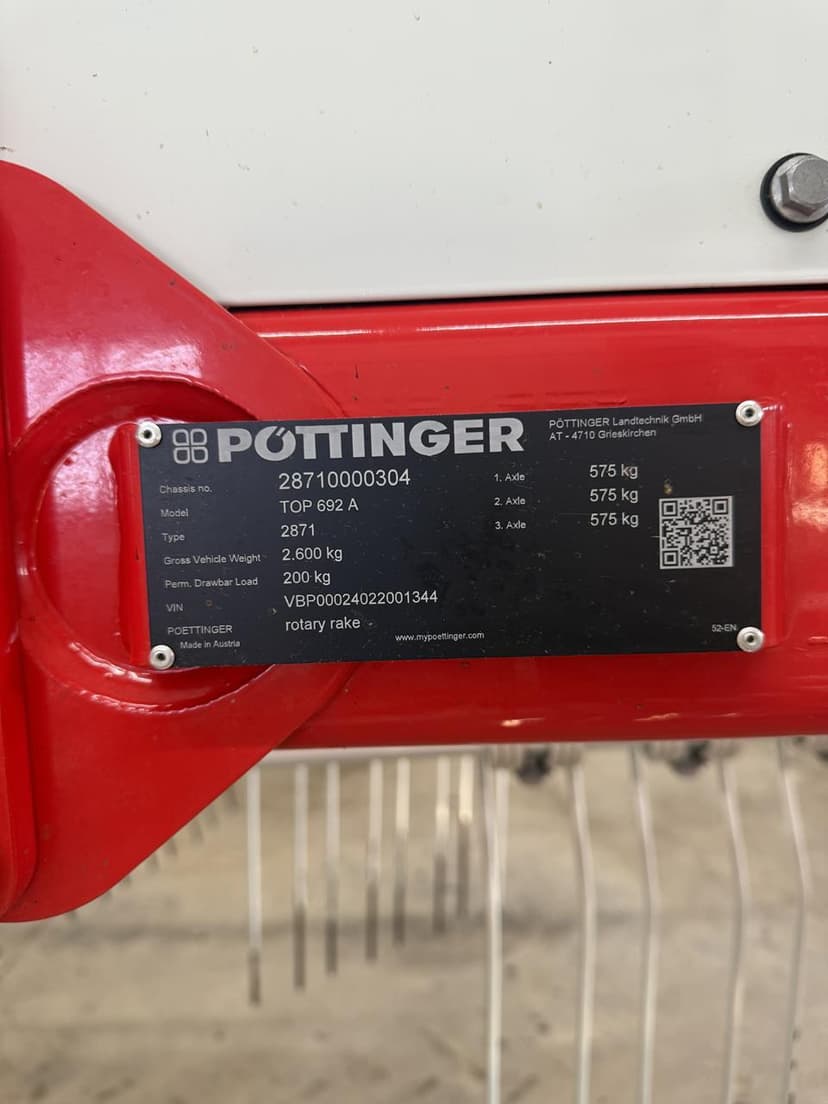 PÖTTINGER
PÖTTINGER Landtechnik GmbH
AT - 4710 Grieskirchen
Chassis no. 28710000304 1. Axle 575 kg
Model TOP 692 A 2. Axle 575 kg
Type 2871 3. Axle 575 kg
Gross Vehicle Weight 2.600 kg
Perm. Drawbar Load 200 kg
VIN VBP00024022001344
POETTINGER rotary rake
Made in Austria
www.mypoettinger.com
52-EN